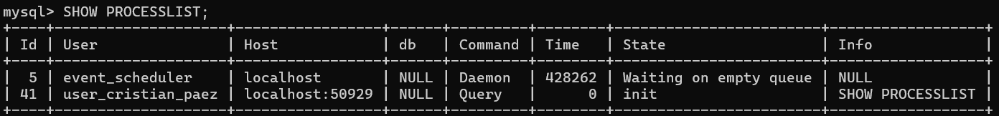 mysql> SHOW PROCESSLIST;
+----+--------------------+-----------------+------+---------+--------+------------------------+------------------+
| Id | User               | Host            | db   | Command | Time   | State                  | Info             |
+----+--------------------+-----------------+------+---------+--------+------------------------+------------------+
|  5 | event_scheduler    | localhost       | NULL | Daemon  | 428262 | Waiting on empty queue | NULL             |
| 41 | user_cristian_paez | localhost:50929 | NULL | Query   |      0 | init                   | SHOW PROCESSLIST |
+----+--------------------+-----------------+------+---------+--------+------------------------+------------------+